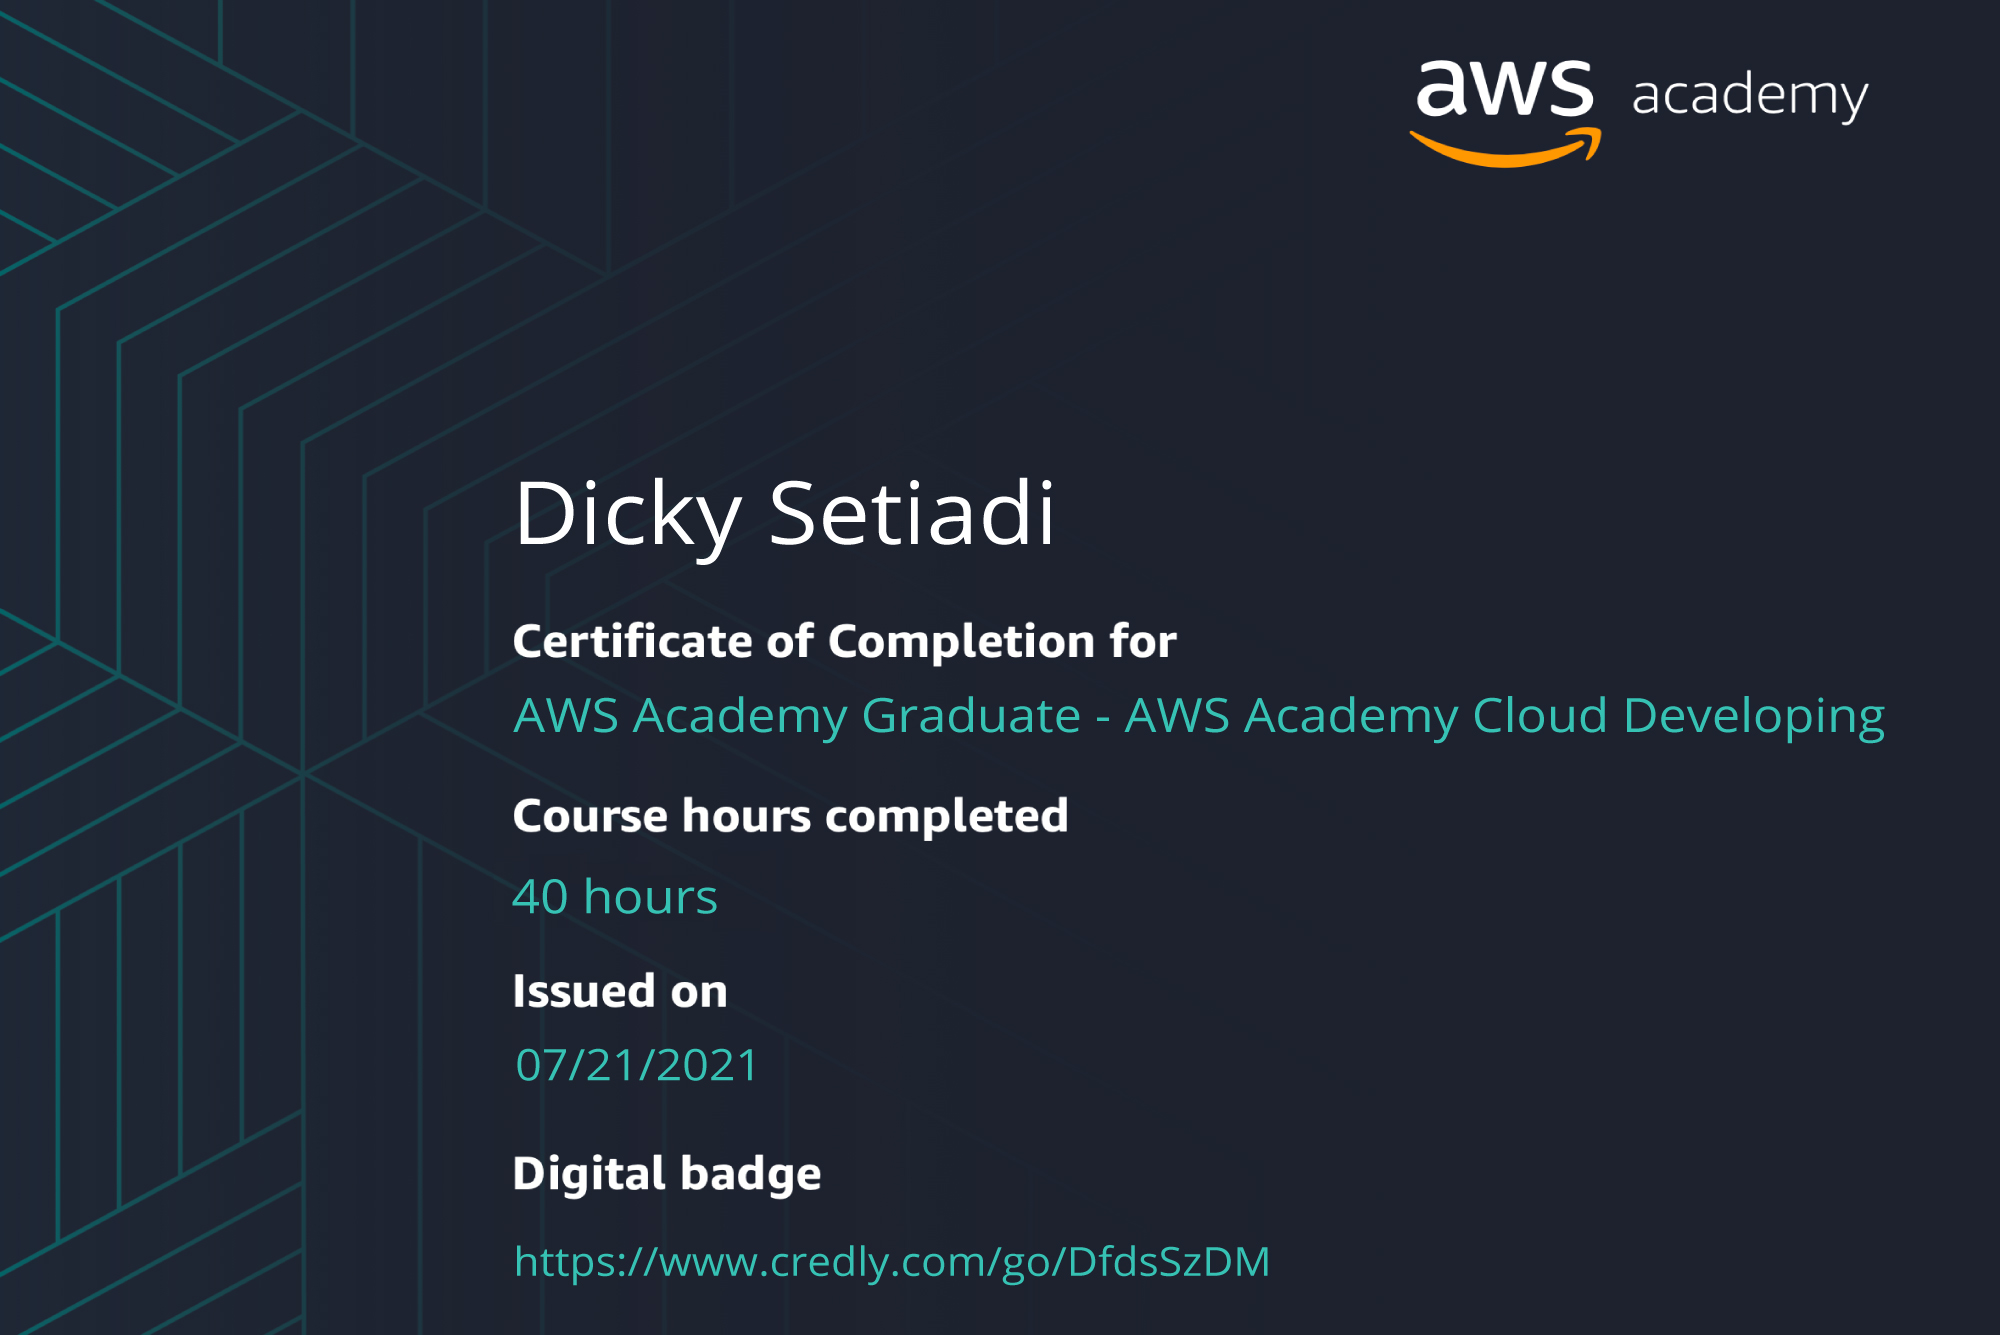 aws academy
Dicky Setiadi
Certificate of Completion for
AWS Academy Graduate - AWS Academy Cloud Developing
Course hours completed
40 hours
Issued on
07/21/2021
Digital badge
https://www.credly.com/go/DfdsSzDM